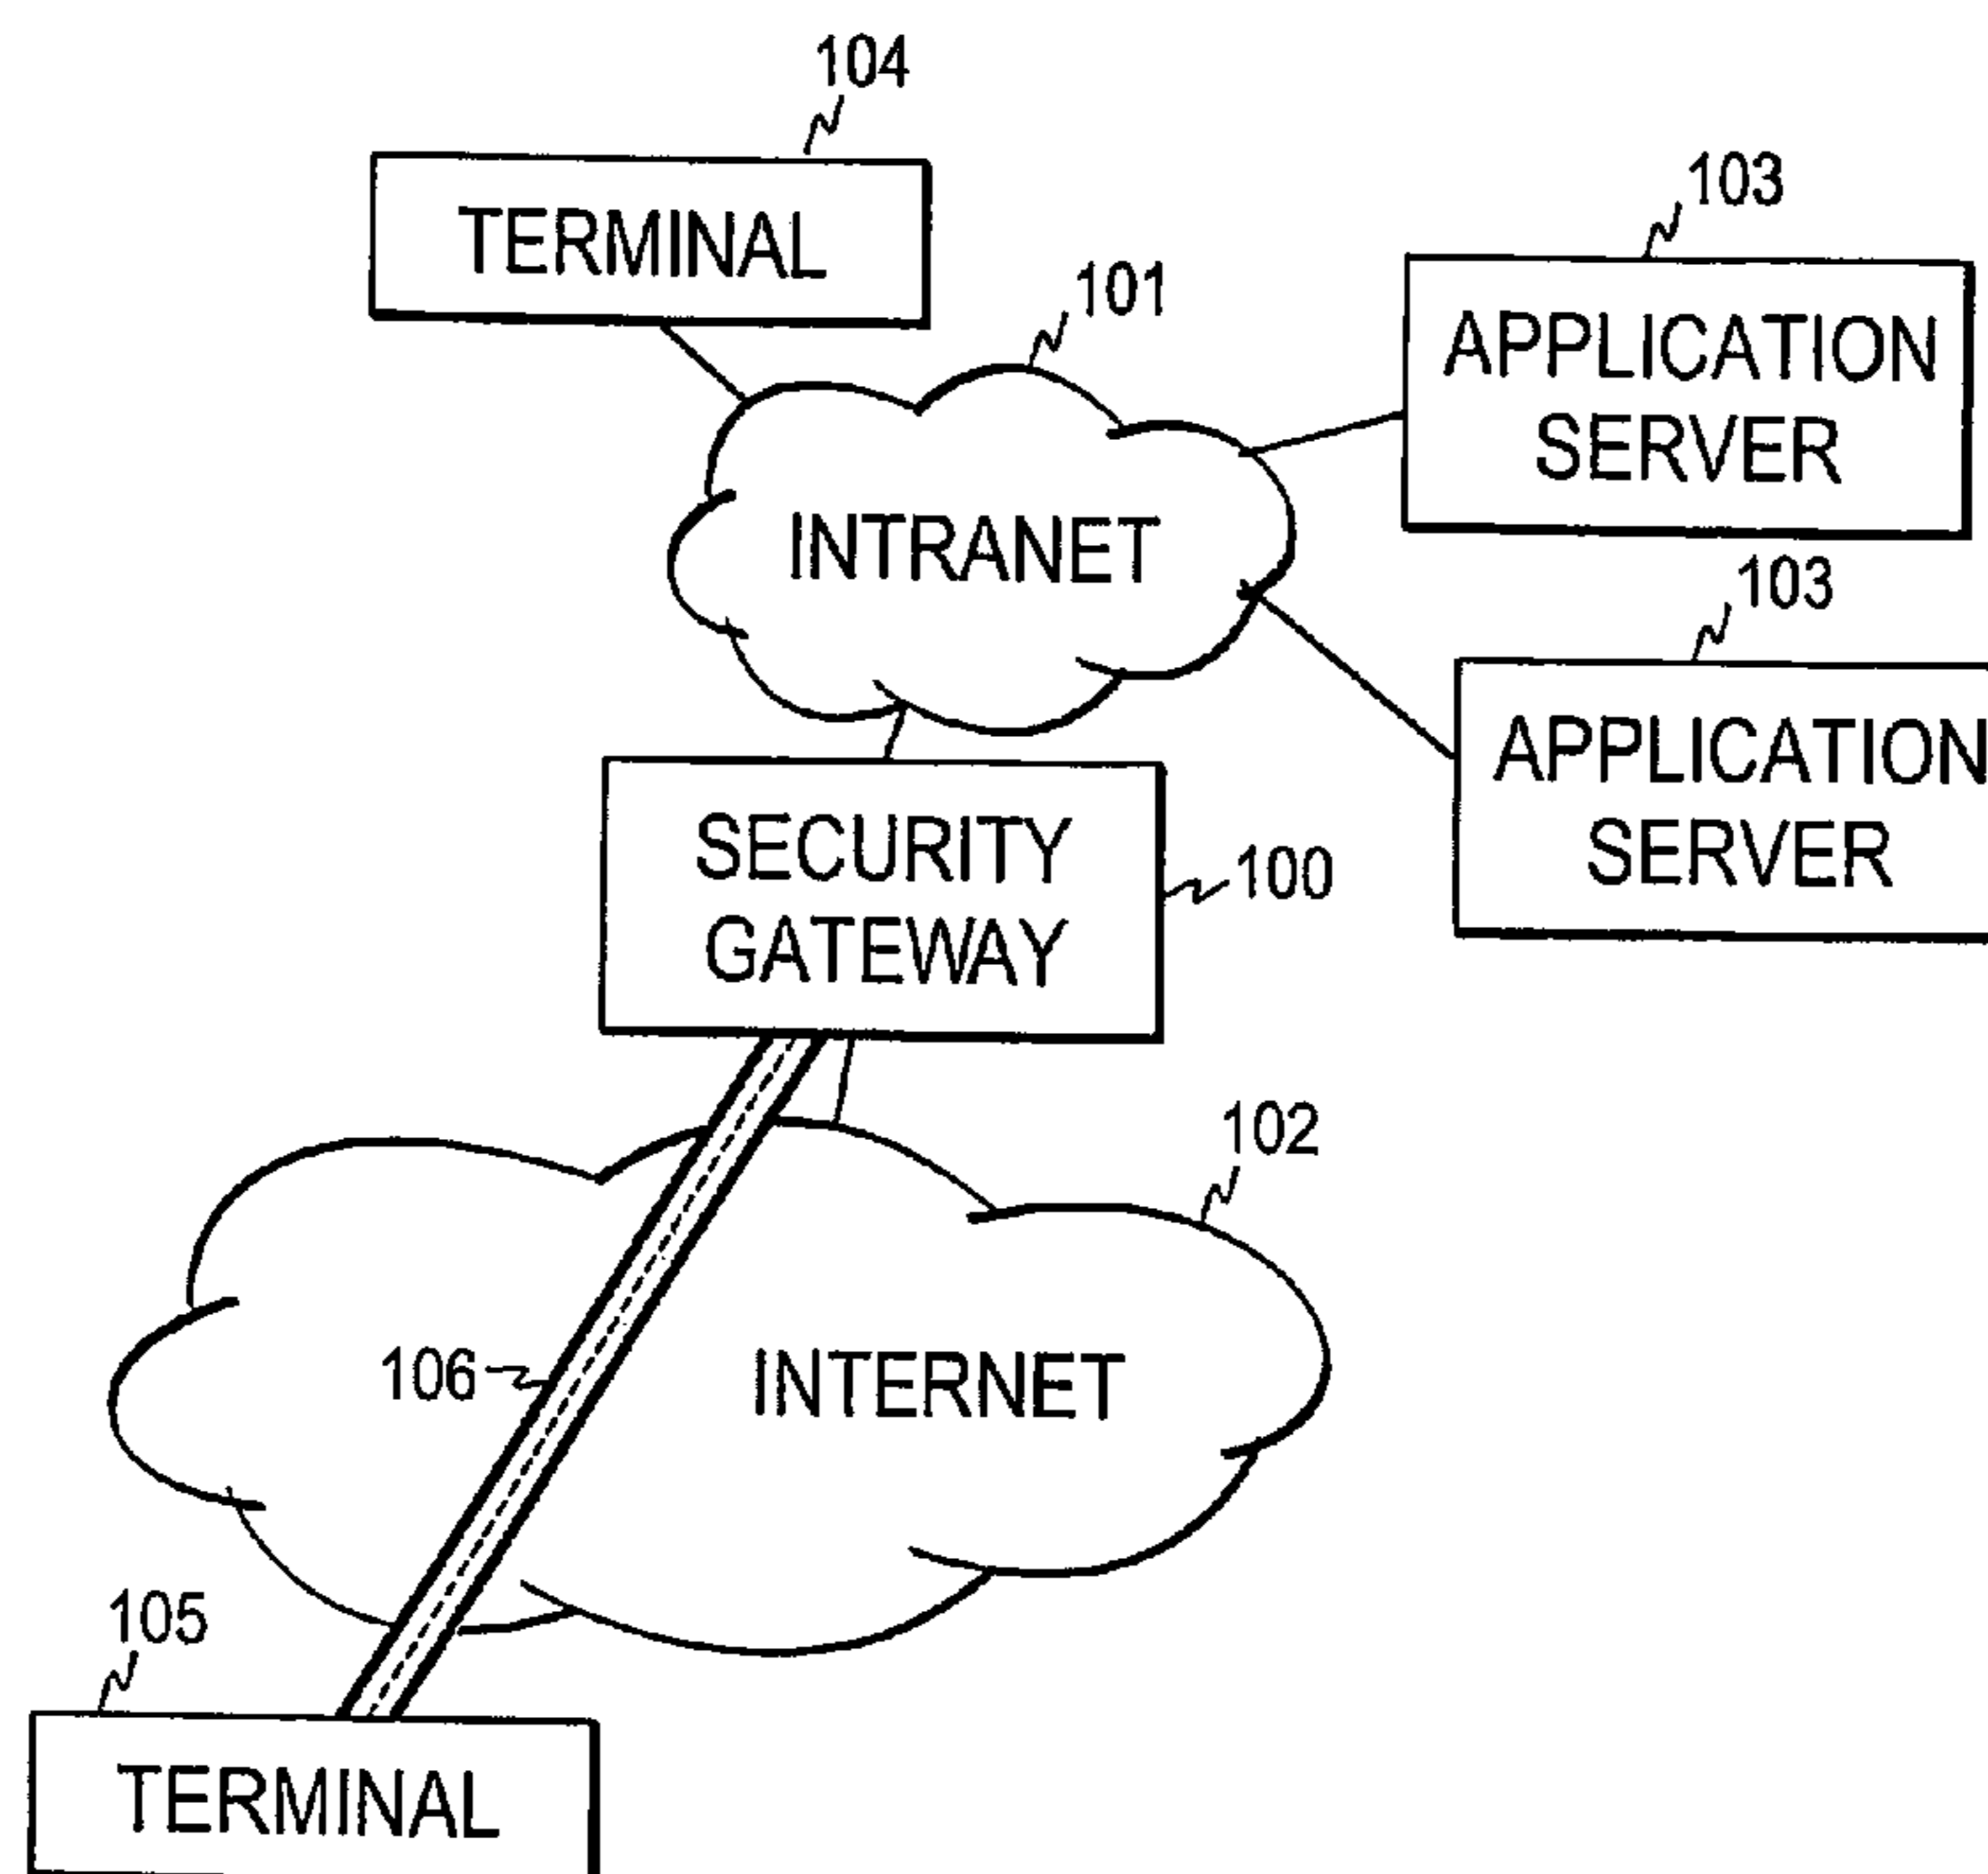 104
TERMINAL
103
101
APPLICATION
SERVER
INTRANET
103
APPLICATION
SERVER
SECURITY
GATEWAY
100
102
106
INTERNET
105
TERMINAL